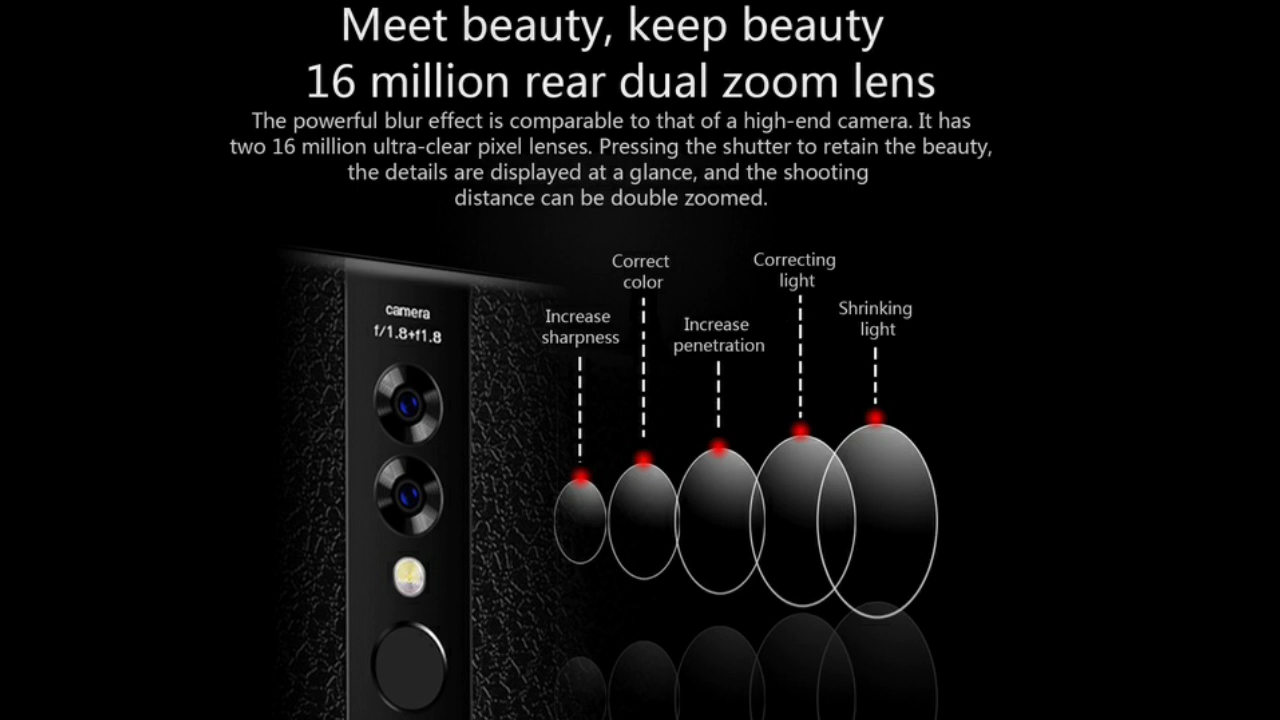 Meet beauty, keep beauty
16 million rear dual zoom lens
The powerful blur effect is comparable to that of a high-end camera. It has
two 16 million ultra-clear pixel lenses. Pressing the shutter to retain the beauty,
the details are displayed at a glance, and the shooting
distance can be double zoomed.
Correct
color
Correcting
light
Increase
sharpness
Increase
penetration
Shrinking
light
camera
f/1.8+f1.8